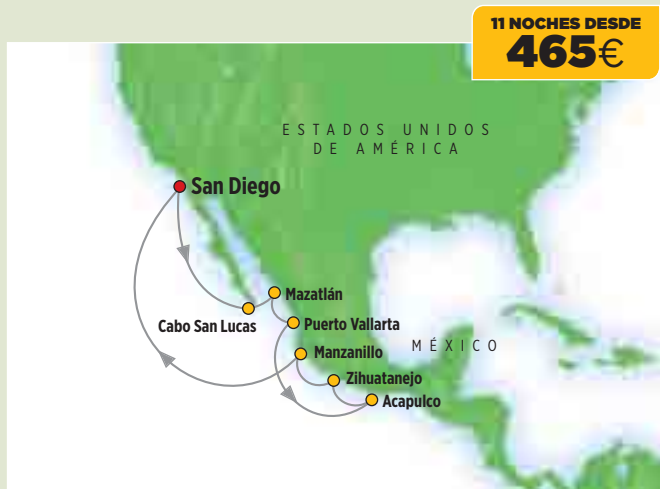 11 NOCHES DESDE
465€
ESTADOS UNIDOS
DE AMÉRICA
San Diego
Mazatlán
Cabo San Lucas
Puerto Vallarta
MÉXICO
Manzanillo
Zihuatanejo
Acapulco